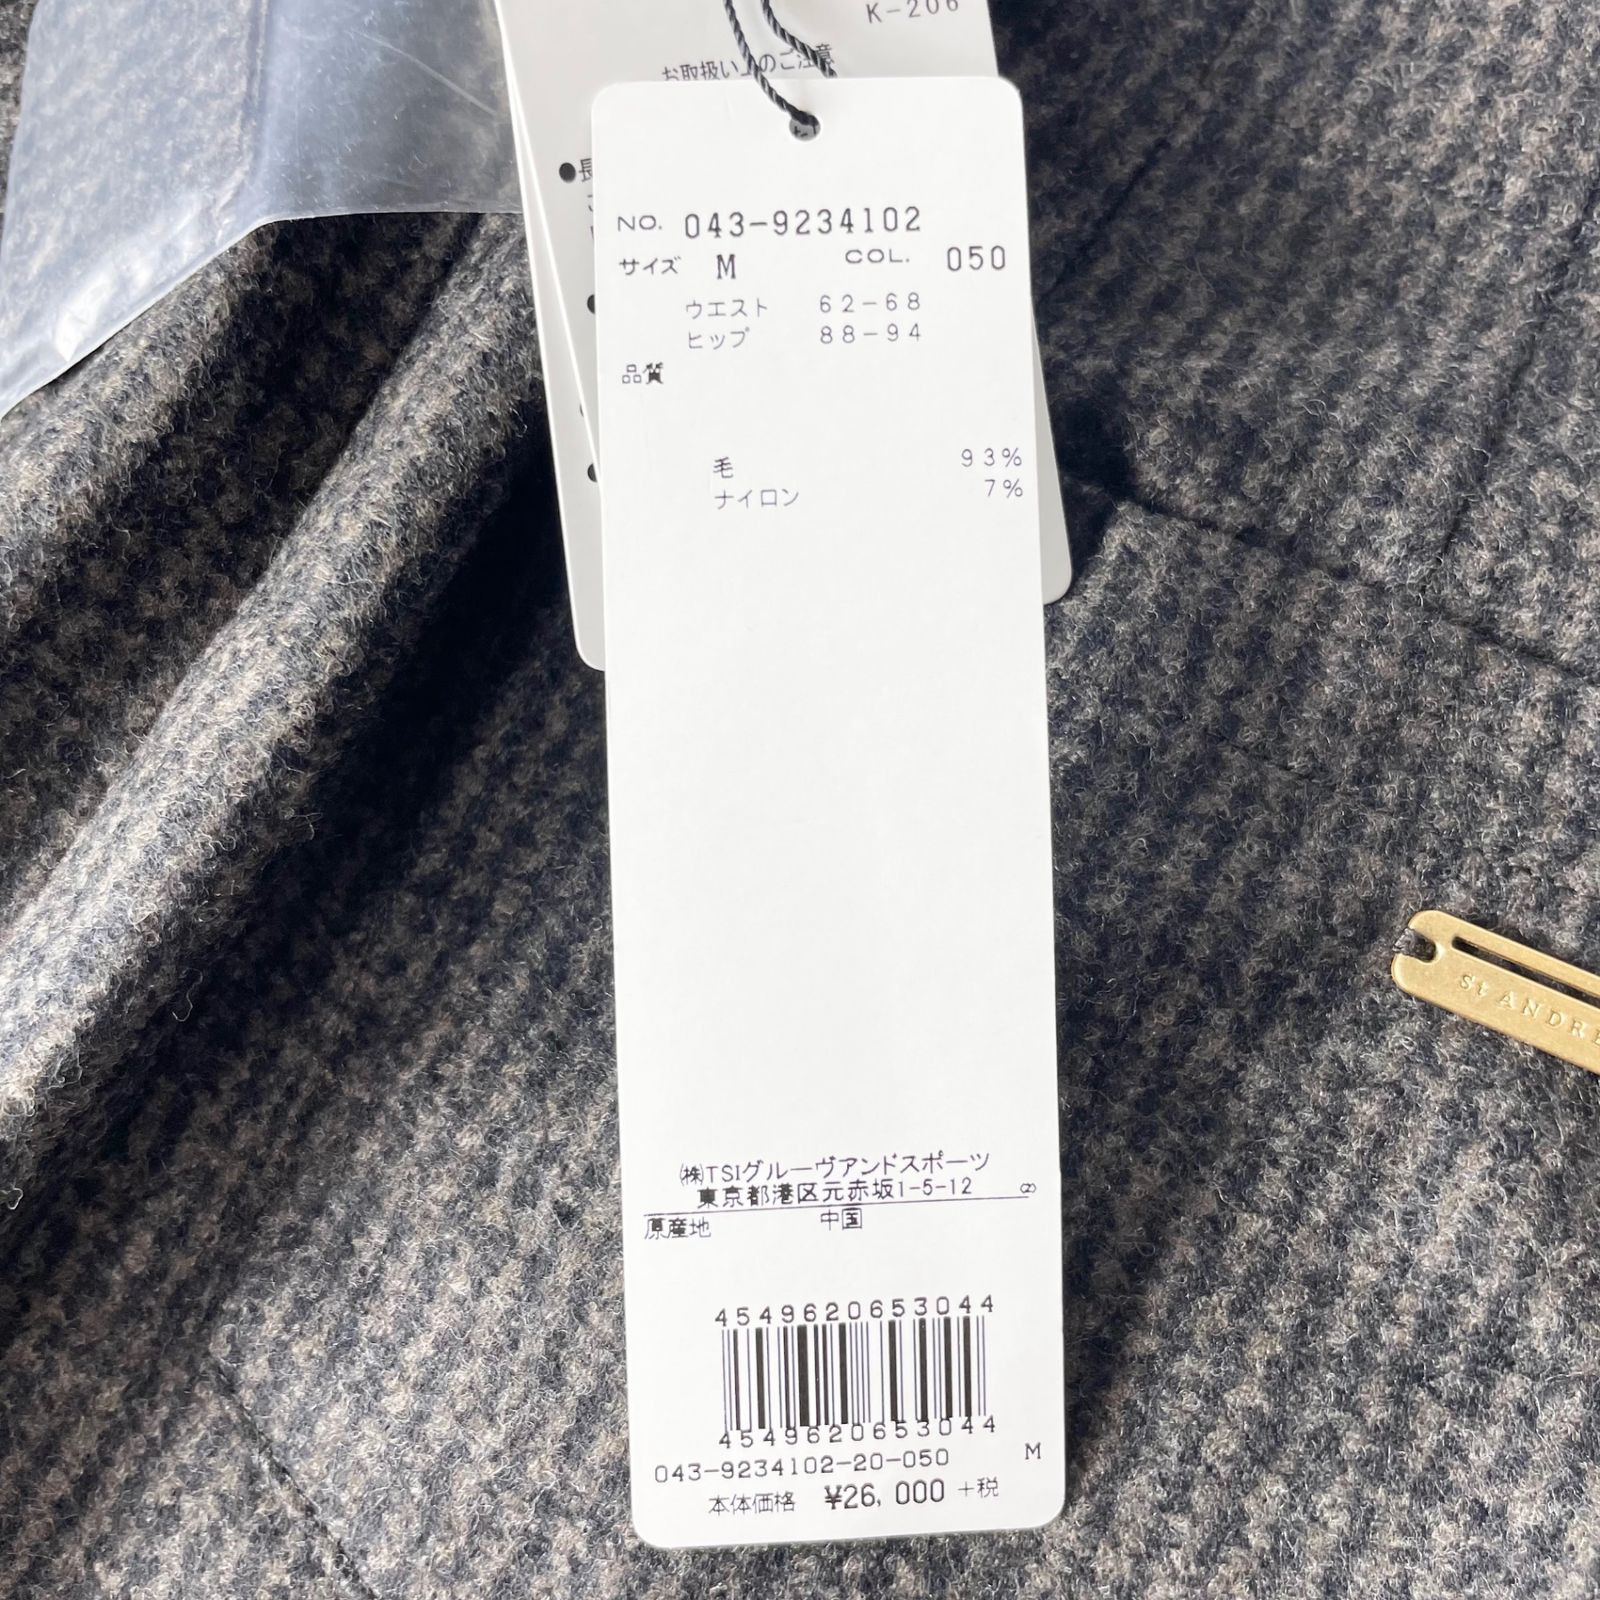 K-206
お取扱い上のご注意
●長
NO. 043-9234102
サイズ M COL. 050
ウエスト 62-68
ヒップ 88-94
品質
毛 93%
ナイロン 7%
St ANDRE
㈱TSIグルーヴアンドスポーツ
東京都港区元赤坂1-5-12
原産地 中国
4549620653044
4549620653044
043-9234102-20-050 M
本体価格 ¥26,000 +税